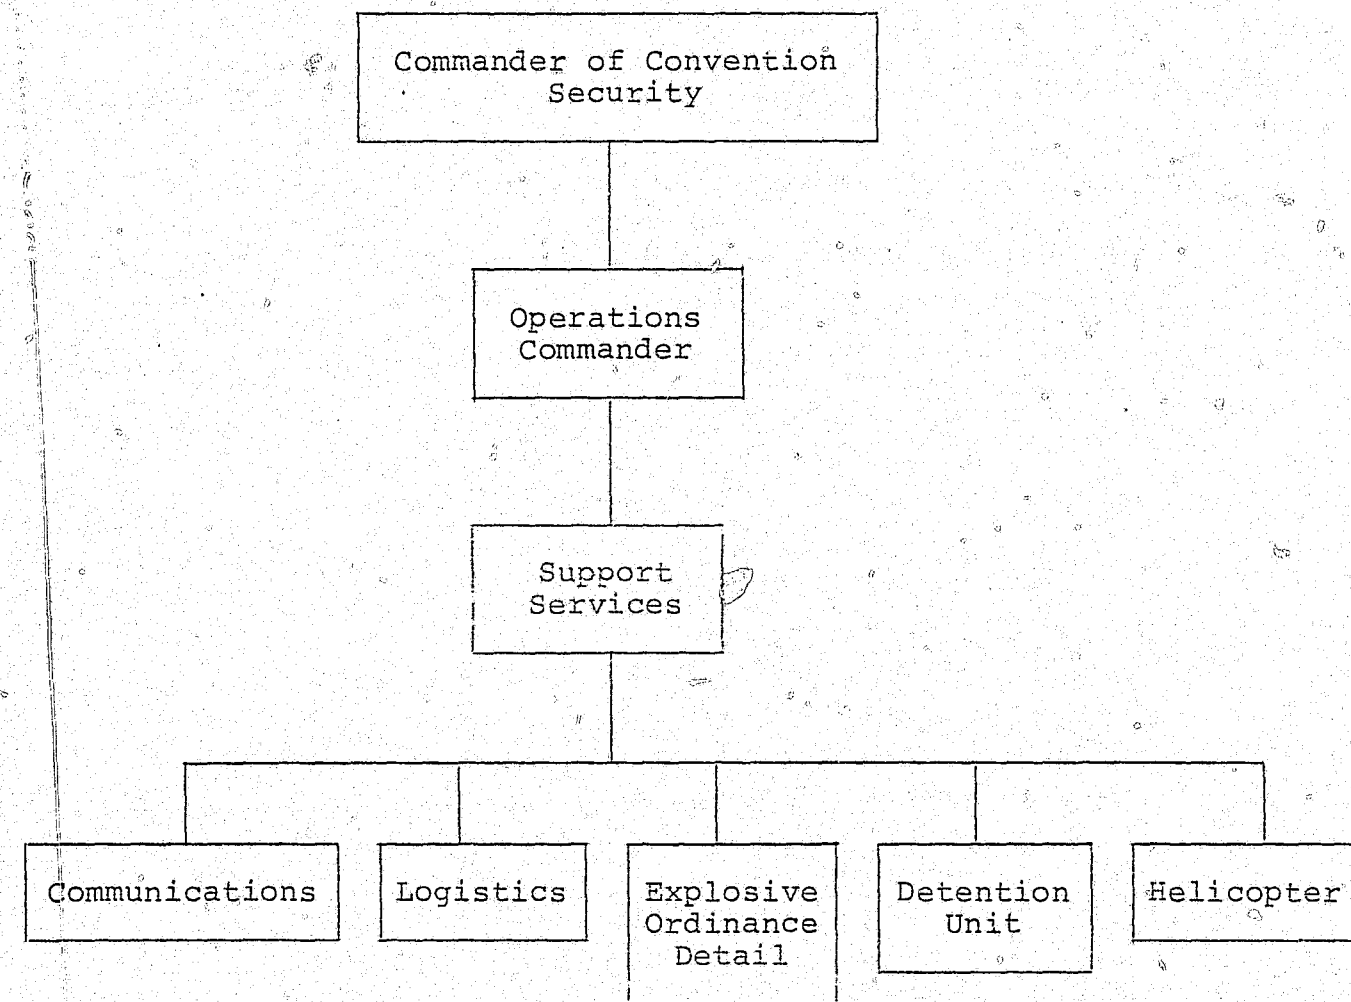 Commander of Convention
Security
Operations
Commander
Support
Services
Communications
Logistics
Explosive
Ordinance
Detail
Detention
Unit
Helicopter